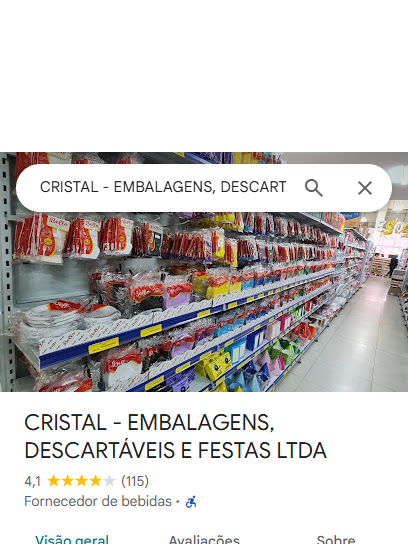 CRISTAL - EMBALAGENS, DESCART
CRISTAL - EMBALAGENS,
DESCARTÁVEIS E FESTAS LTDA
4,1 (115)
Fornecedor de bebidas ·
Visão geral Avaliações Sobre